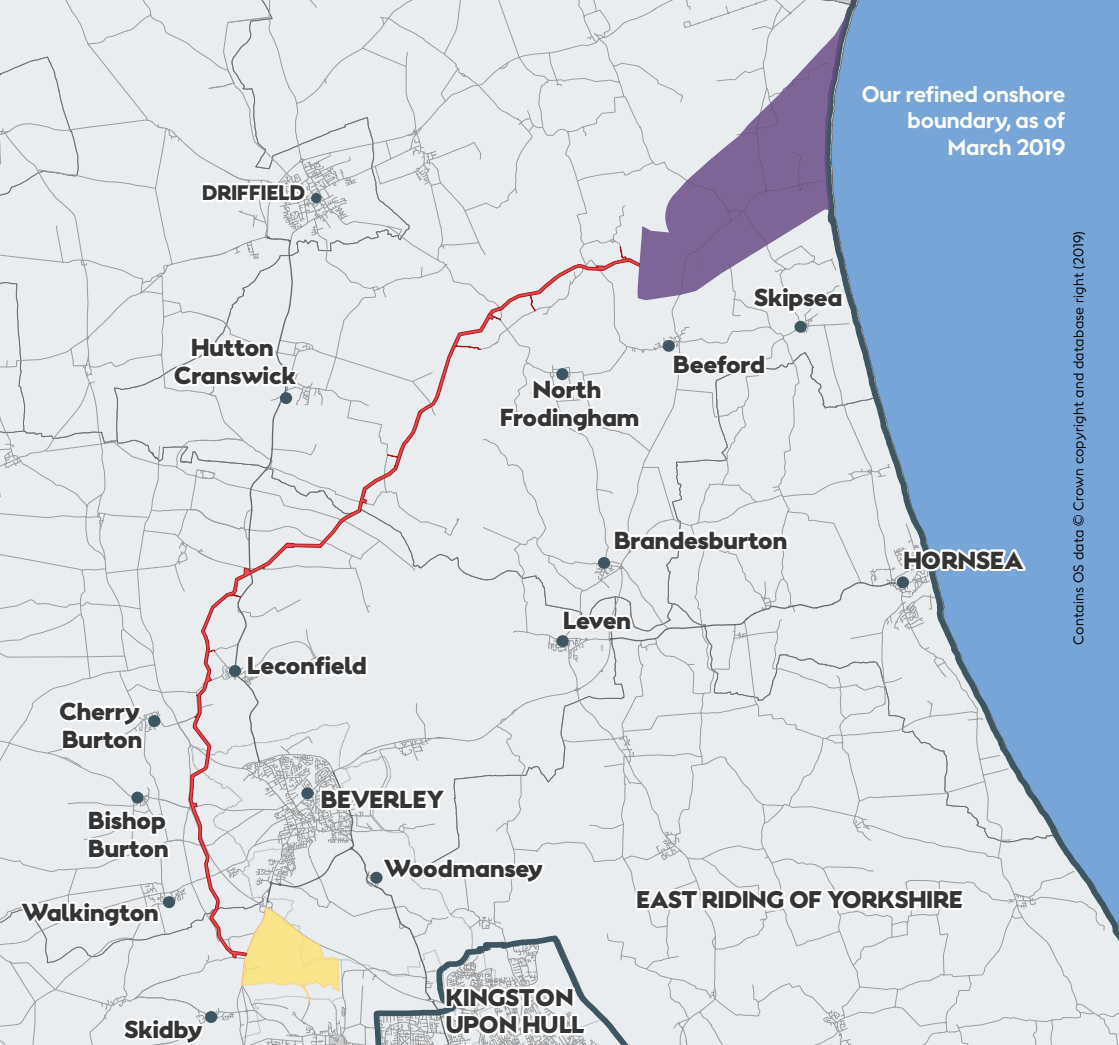 Our refined onshore
boundary, as of
March 2019
DRIFFIELD
Contains OS data © Crown copyright and database right (2019)
Skipsea
Hutton
Cranswick
Beeford
North
Frodingham
Brandesburton
HORNSEA
Leven
Leconfield
Cherry
Burton
BEVERLEY
Bishop
Burton
Woodmansey
EAST RIDING OF YORKSHIRE
Walkington
KINGSTON
UPON HULL
Skidby